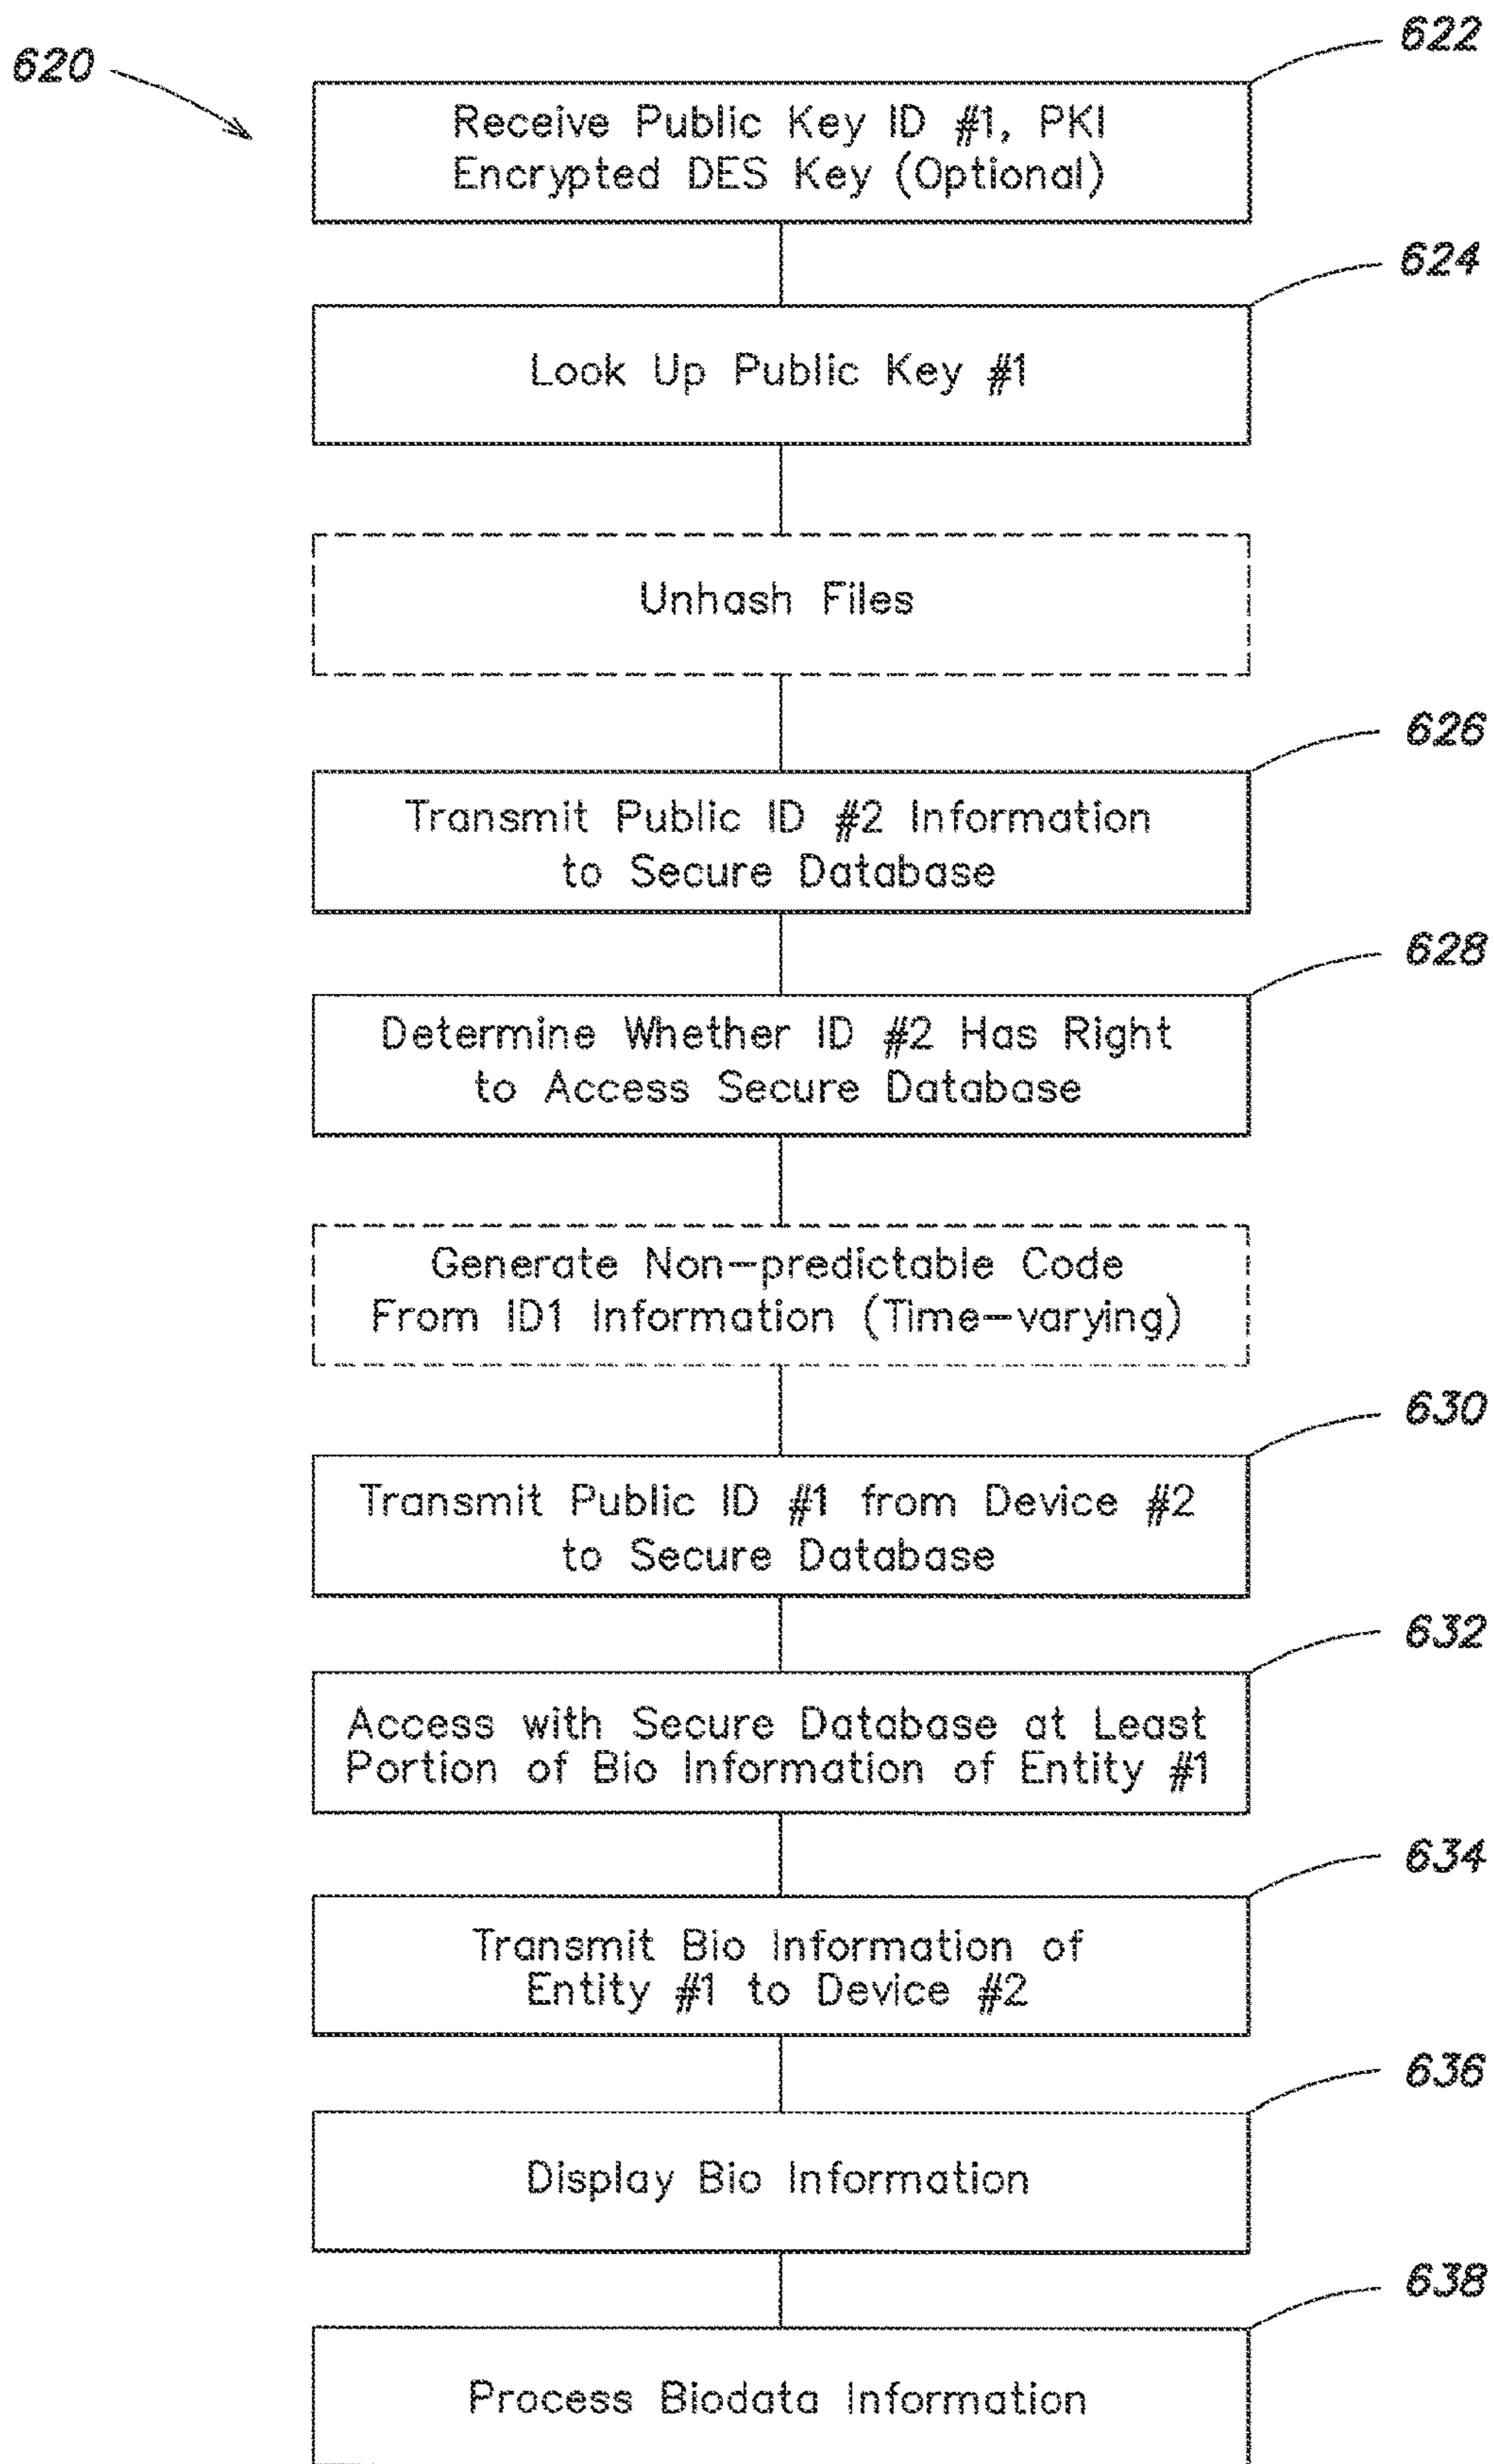 620
622
Receive Public Key ID #1, PKI
Encrypted DES Key (Optional)
624
Look Up Public Key #1
Unhash Files
626
Transmit Public ID #2 Information
to Secure Database
628
Determine Whether ID #2 Has Right
to Access Secure Database
Generate Non-predictable Code
From ID1 Information (Time-varying)
630
Transmit Public ID #1 from Device #2
to Secure Database
632
Access with Secure Database at Least
Portion of Bio Information of Entity #1
634
Transmit Bio Information of
Entity #1 to Device #2
636
Display Bio Information
638
Process Biodata Information